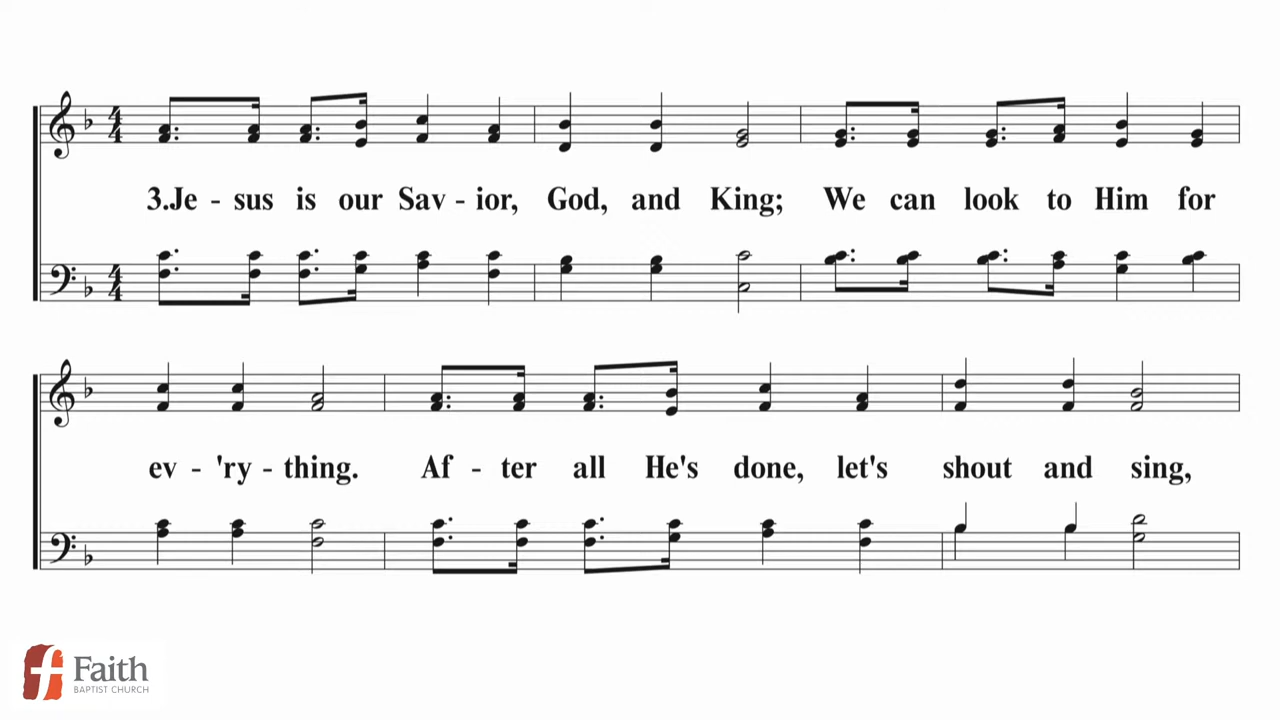 3.Je - sus is our Sav - ior, God, and King; We can look to Him for
ev - 'ry - thing. Af - ter all He's done, let's shout and sing,
Faith
BAPTIST CHURCH